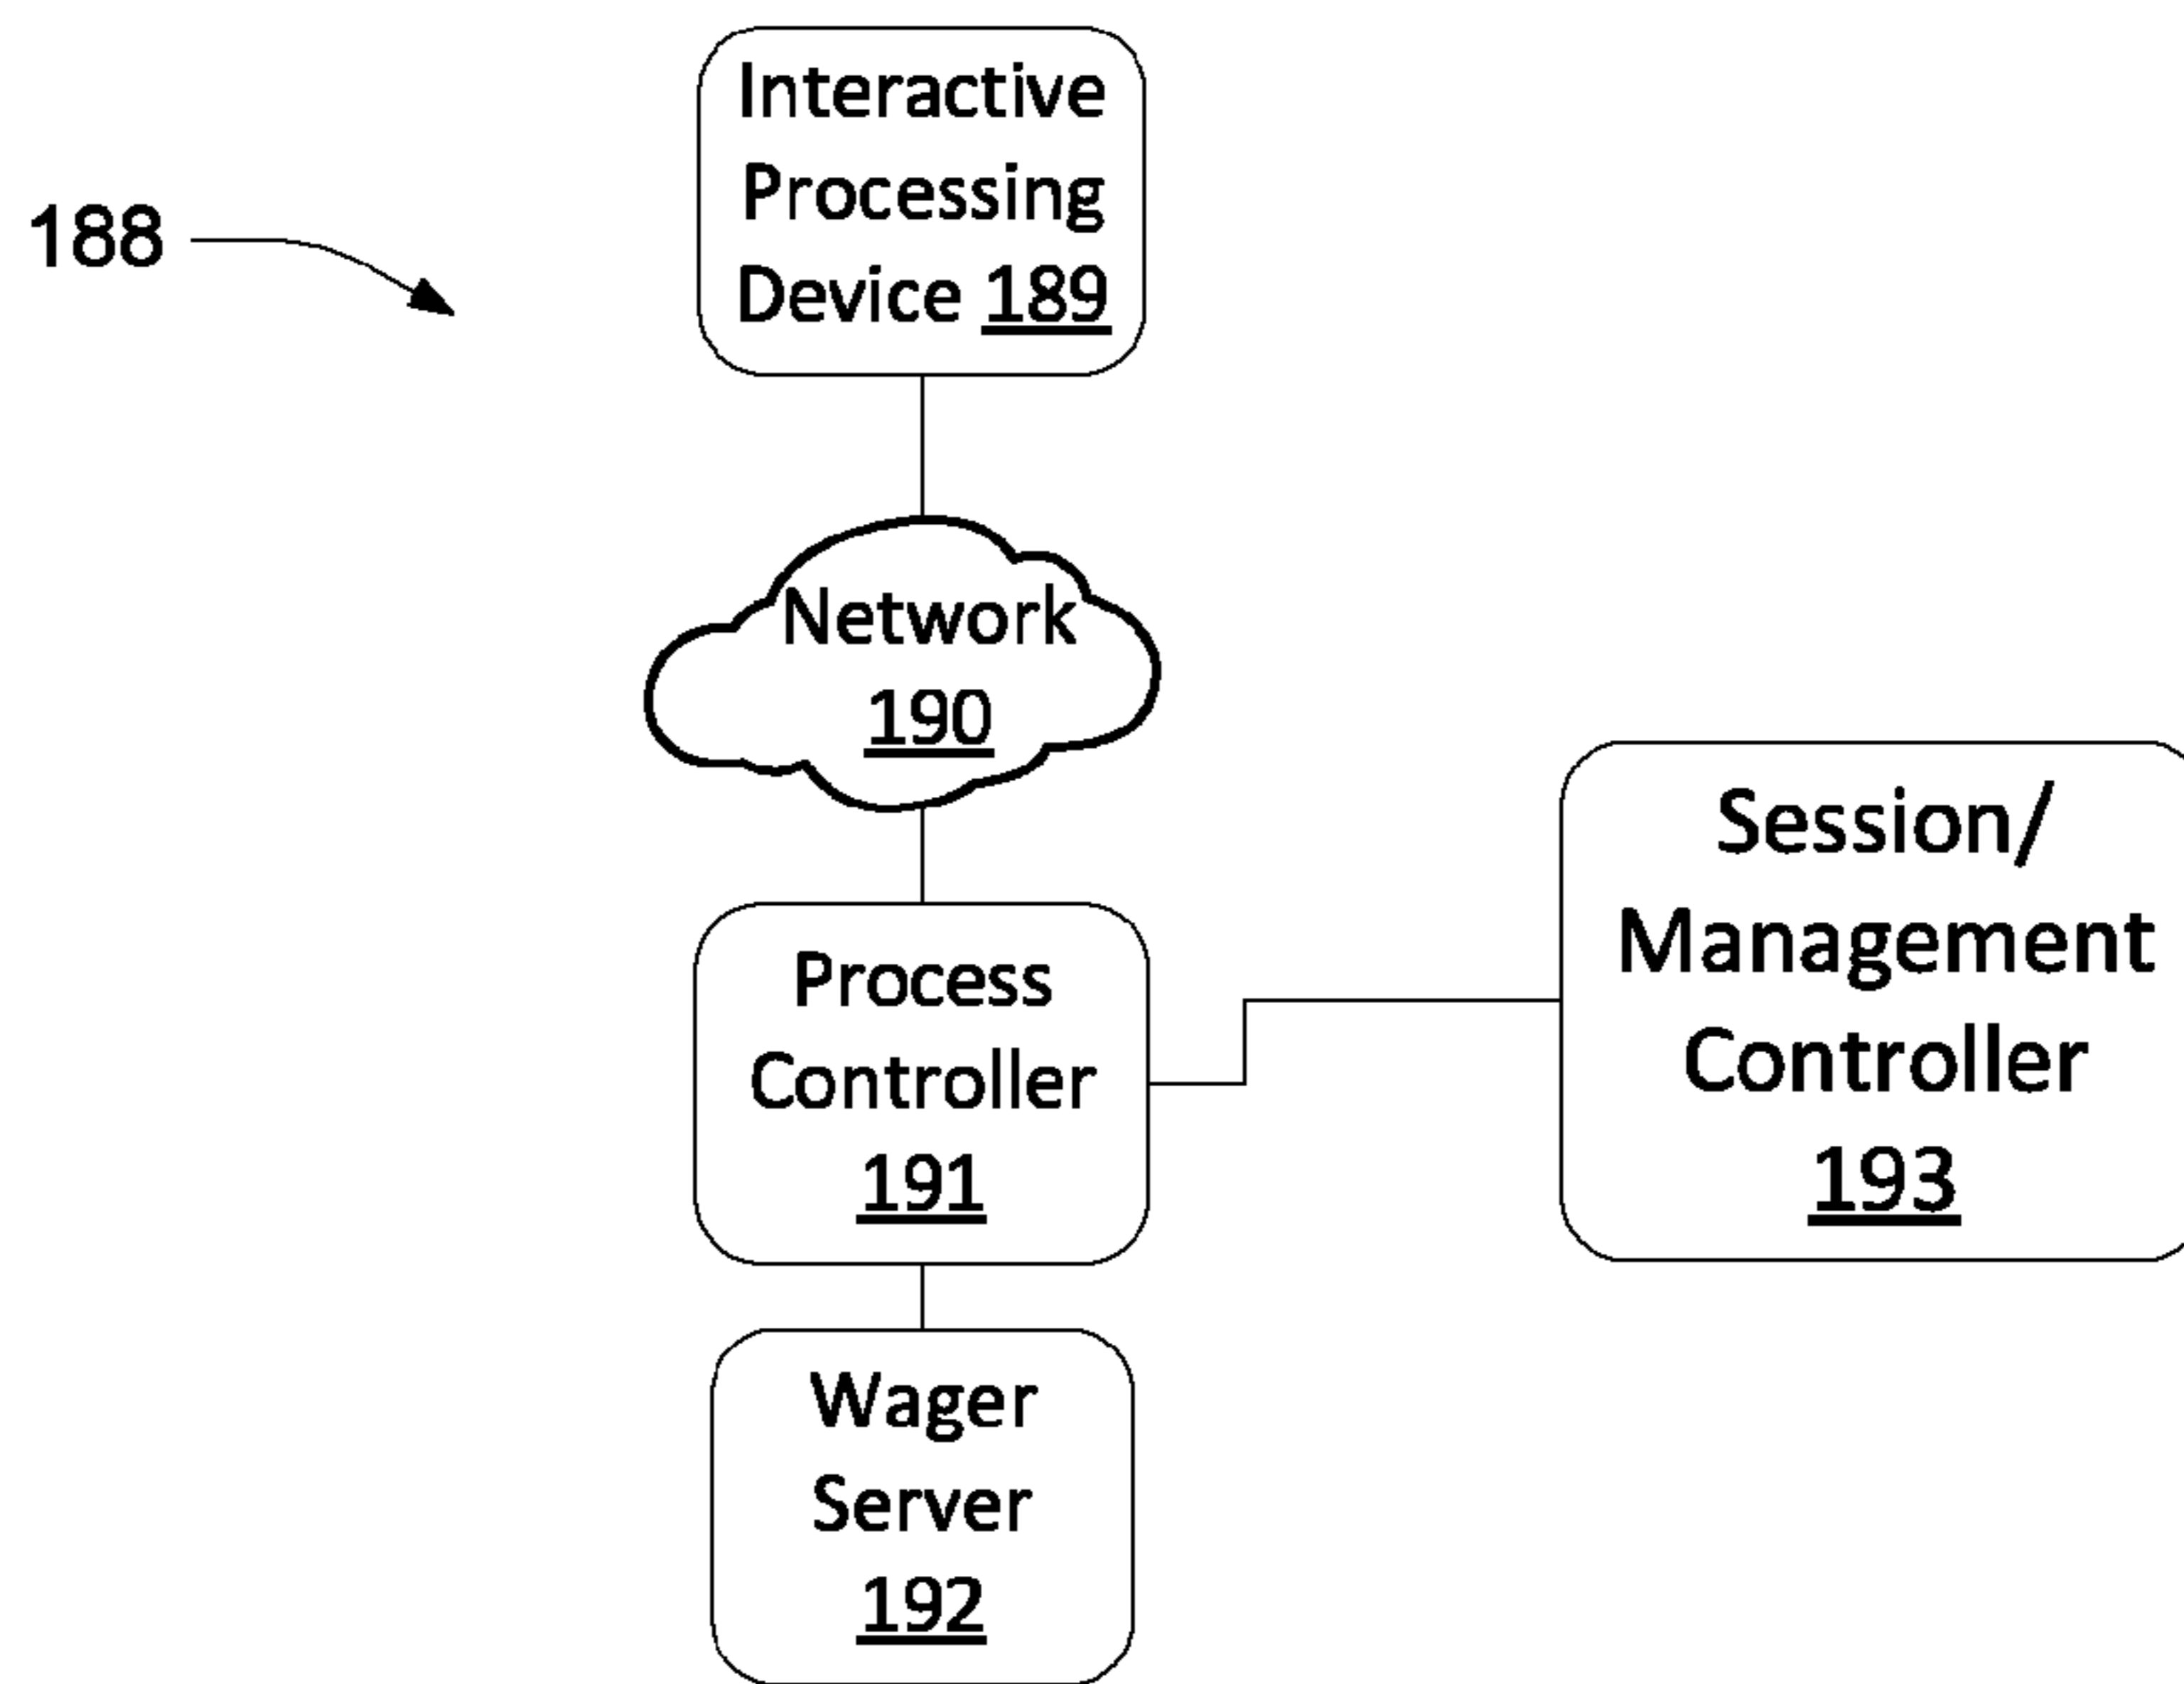 188
Interactive
Processing
Device 189
Network
190
Process
Controller
191
Session/
Management
Controller
193
Wager
Server
192